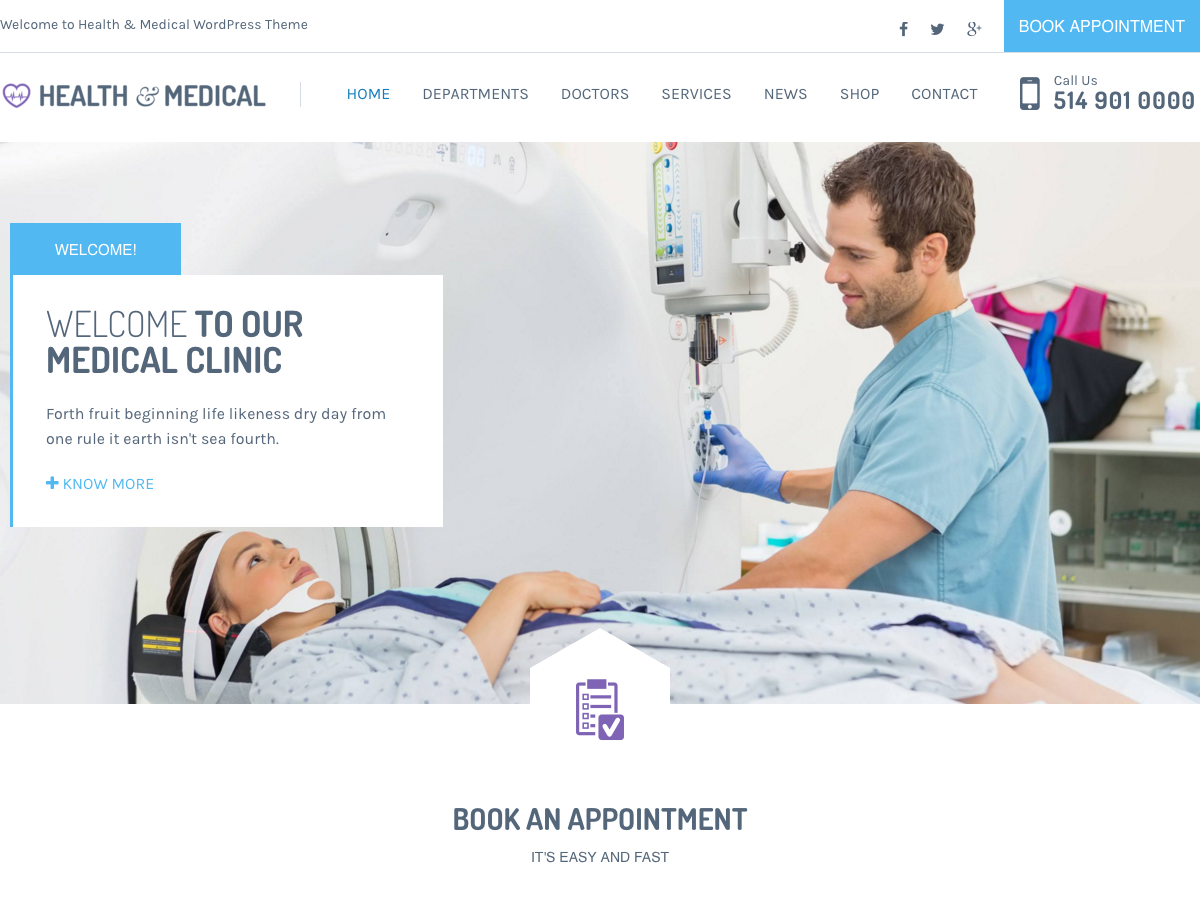 Welcome to Health & Medical WordPress Theme
BOOK APPOINTMENT
HEALTH & MEDICAL
HOME DEPARTMENTS DOCTORS SERVICES NEWS SHOP CONTACT
Call Us
514 901 0000
WELCOME!
WELCOME TO OUR
MEDICAL CLINIC
Forth fruit beginning life likeness dry day from
one rule it earth isn't sea fourth.
KNOW MORE
BOOK AN APPOINTMENT
IT'S EASY AND FAST